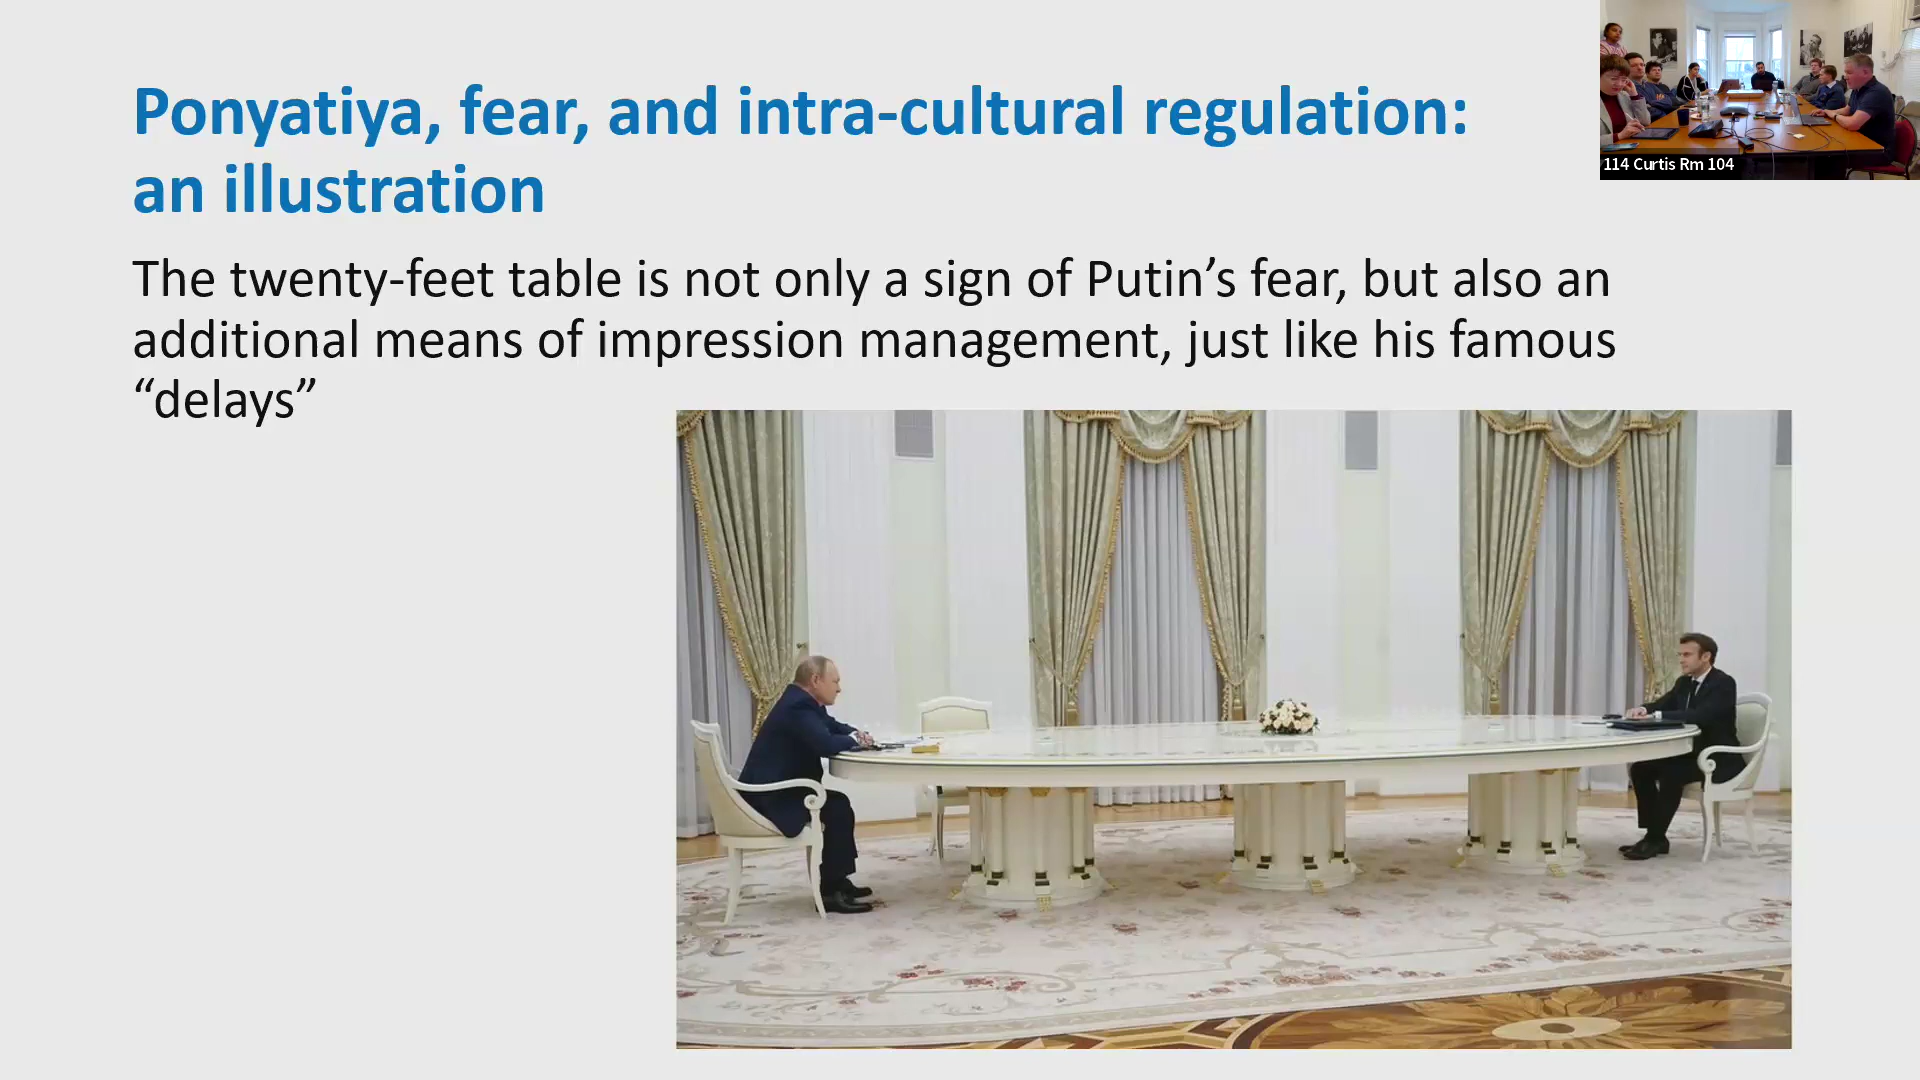 Ponyatiya, fear, and intra-cultural regulation:
an illustration
The twenty-feet table is not only a sign of Putin’s fear, but also an
additional means of impression management, just like his famous
“delays”
114 Curtis Rm 104